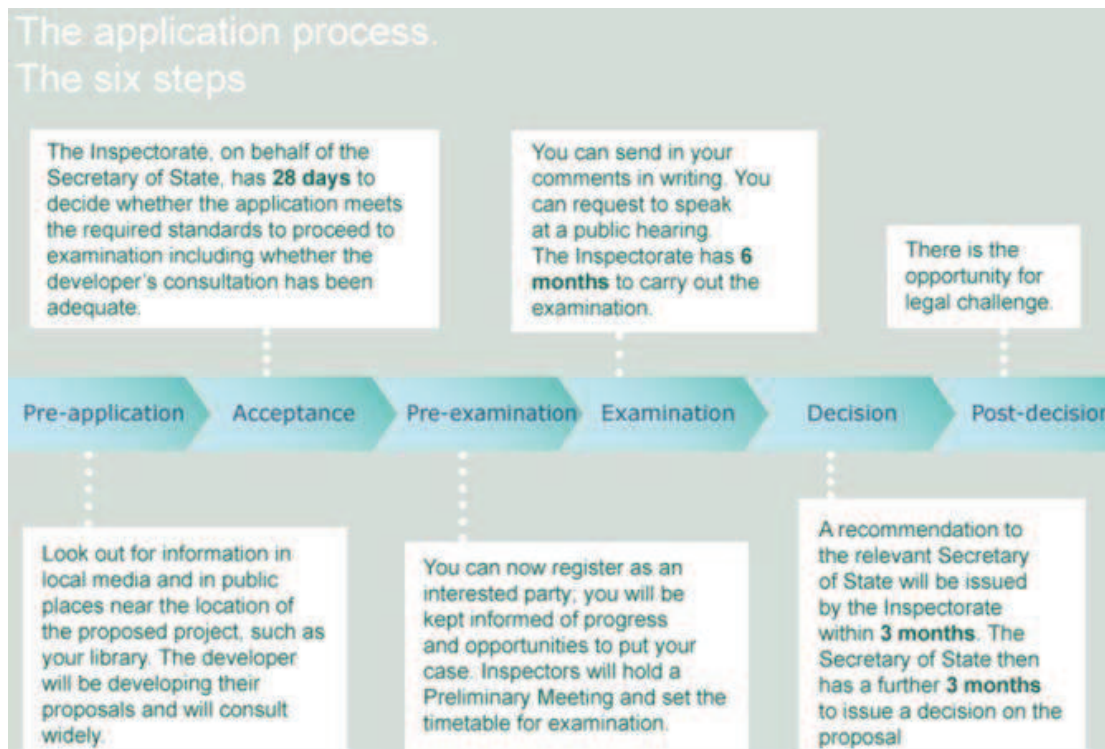 The application process.
The six steps
The Inspectorate, on behalf of the
Secretary of State, has 28 days to
decide whether the application meets
the required standards to proceed to
examination including whether the
developer's consultation has been
adequate.
You can send in your
comments in writing. You
can request to speak
at a public hearing.
The Inspectorate has 6
months to carry out the
examination.
There is the
opportunity for
legal challenge.
Pre-application
Acceptance
Pre-examination
Examination
Decision
Post-decision
Look out for information in
local media and in public
places near the location of
the proposed project, such as
your library. The developer
will be developing their
proposals and will consult
widely.
You can now register as an
interested party; you will be
kept informed of progress
and opportunities to put your
case. Inspectors will hold a
Preliminary Meeting and set the
timetable for examination.
A recommendation to
the relevant Secretary
of State will be issued
by the Inspectorate
within 3 months. The
Secretary of State then
has a further 3 months
to issue a decision on the
proposal